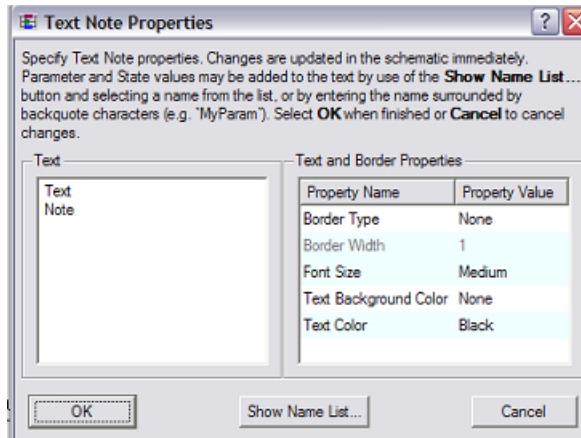 Text Note Properties
Specify Text Note properties. Changes are updated in the schematic immediately.
Parameter and State values may be added to the text by use of the Show Name List...
button and selecting a name from the list, or by entering the name surrounded by
backquote characters (e.g. `MyParam`). Select OK when finished or Cancel to cancel
changes.
Text
Text
Note
Text and Border Properties
Property Name Property Value
Border Type None
Border Width 1
Font Size Medium
Text Background Color None
Text Color Black
OK Show Name List... Cancel